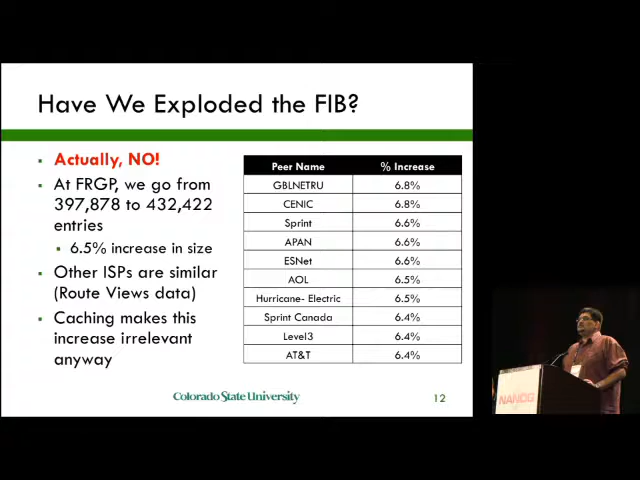 Have We Exploded the FIB?
Actually, NO!
At FRGP, we go from
397,878 to 432,422
entries
6.5% increase in size
Other ISPs are similar
(Route Views data)
Caching makes this
increase irrelevant
anyway
Peer Name % Increase
GBLNETRU 6.8%
CENIC 6.8%
Sprint 6.6%
APAN 6.6%
ESNet 6.6%
AOL 6.5%
Hurricane- Electric 6.5%
Sprint Canada 6.4%
Level3 6.4%
AT&T 6.4%
Colorado State University
12
NANOG